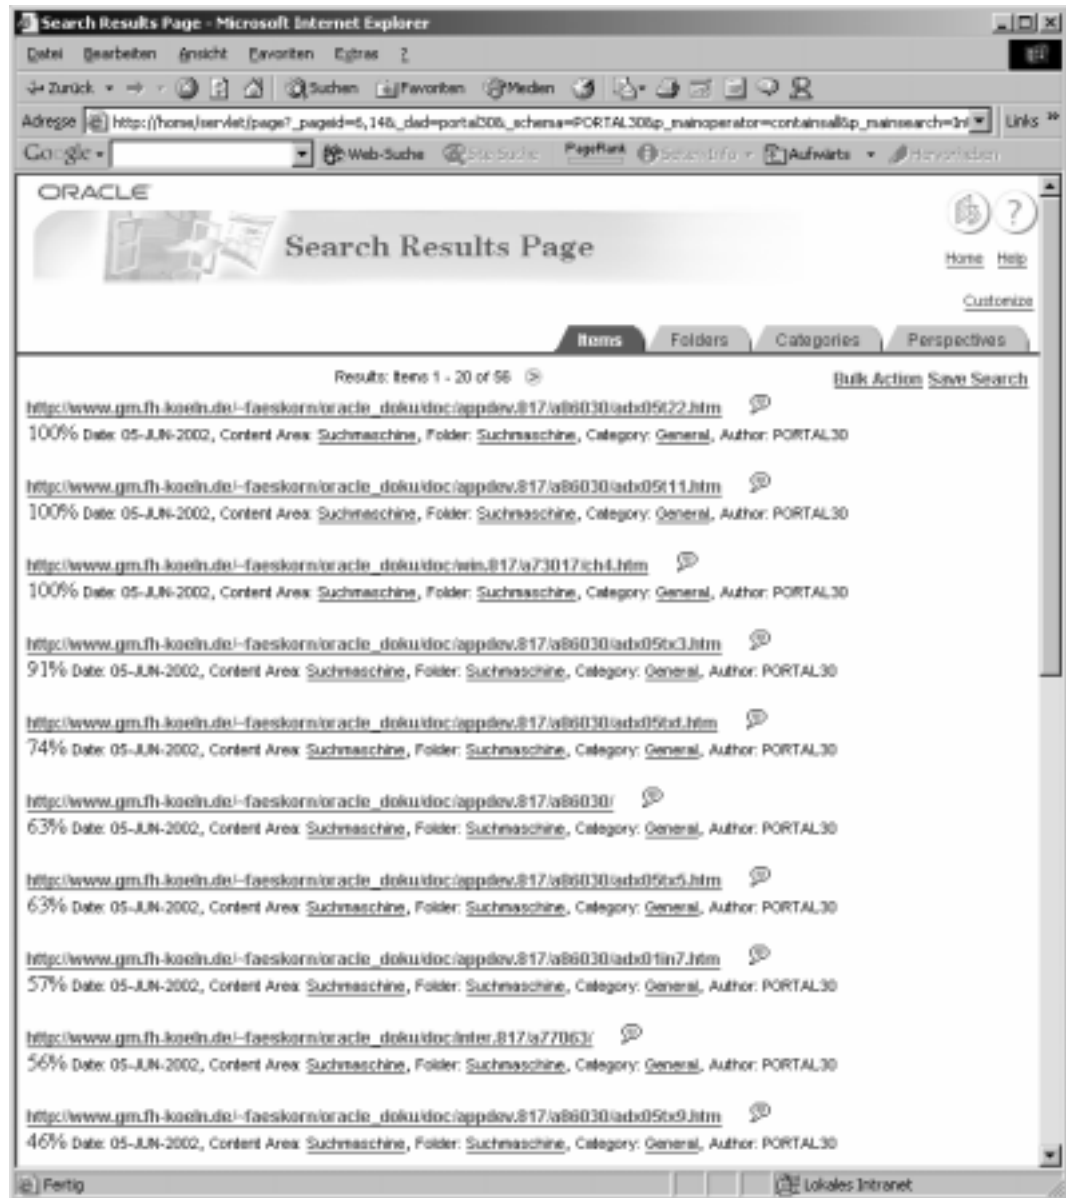 Search Results Page - Microsoft Internet Explorer
Datei Bearbeiten Ansicht Favoriten Extras ?
Zurück Suchen Favoriten Medien
Adresse http://home/servlet/page?_pageid=6,14&_dad=portal30&_schema=PORTAL30&p_mainoperator=containsall&p_mainsearch=Int Links »
Google Web-Suche Site-Suche PageRank Seiten-Info Aufwärts Hervorheben
ORACLE
Search Results Page
Home Help
Customize
Items Folders Categories Perspectives
Results: Items 1 - 20 of 56 Bulk Action Save Search
http://www.gm.fh-koeln.de/~faeskorn/oracle_doku/doc/appdev.817/a86030/adx05t22.htm
100% Date: 05-JUN-2002, Content Area: Suchmaschine, Folder: Suchmaschine, Category: General, Author: PORTAL30
http://www.gm.fh-koeln.de/~faeskorn/oracle_doku/doc/appdev.817/a86030/adx05t11.htm
100% Date: 05-JUN-2002, Content Area: Suchmaschine, Folder: Suchmaschine, Category: General, Author: PORTAL30
http://www.gm.fh-koeln.de/~faeskorn/oracle_doku/doc/win.817/a73017/ch4.htm
100% Date: 05-JUN-2002, Content Area: Suchmaschine, Folder: Suchmaschine, Category: General, Author: PORTAL30
http://www.gm.fh-koeln.de/~faeskorn/oracle_doku/doc/appdev.817/a86030/adx05tx3.htm
91% Date: 05-JUN-2002, Content Area: Suchmaschine, Folder: Suchmaschine, Category: General, Author: PORTAL30
http://www.gm.fh-koeln.de/~faeskorn/oracle_doku/doc/appdev.817/a86030/adx05txt.htm
74% Date: 05-JUN-2002, Content Area: Suchmaschine, Folder: Suchmaschine, Category: General, Author: PORTAL30
http://www.gm.fh-koeln.de/~faeskorn/oracle_doku/doc/appdev.817/a86030/
63% Date: 05-JUN-2002, Content Area: Suchmaschine, Folder: Suchmaschine, Category: General, Author: PORTAL30
http://www.gm.fh-koeln.de/~faeskorn/oracle_doku/doc/appdev.817/a86030/adx05tx5.htm
63% Date: 05-JUN-2002, Content Area: Suchmaschine, Folder: Suchmaschine, Category: General, Author: PORTAL30
http://www.gm.fh-koeln.de/~faeskorn/oracle_doku/doc/appdev.817/a86030/adx01in7.htm
57% Date: 05-JUN-2002, Content Area: Suchmaschine, Folder: Suchmaschine, Category: General, Author: PORTAL30
http://www.gm.fh-koeln.de/~faeskorn/oracle_doku/doc/inter.817/a77063/
56% Date: 05-JUN-2002, Content Area: Suchmaschine, Folder: Suchmaschine, Category: General, Author: PORTAL30
http://www.gm.fh-koeln.de/~faeskorn/oracle_doku/doc/appdev.817/a86030/adx05tx9.htm
46% Date: 05-JUN-2002, Content Area: Suchmaschine, Folder: Suchmaschine, Category: General, Author: PORTAL30
Fertig Lokales Intranet